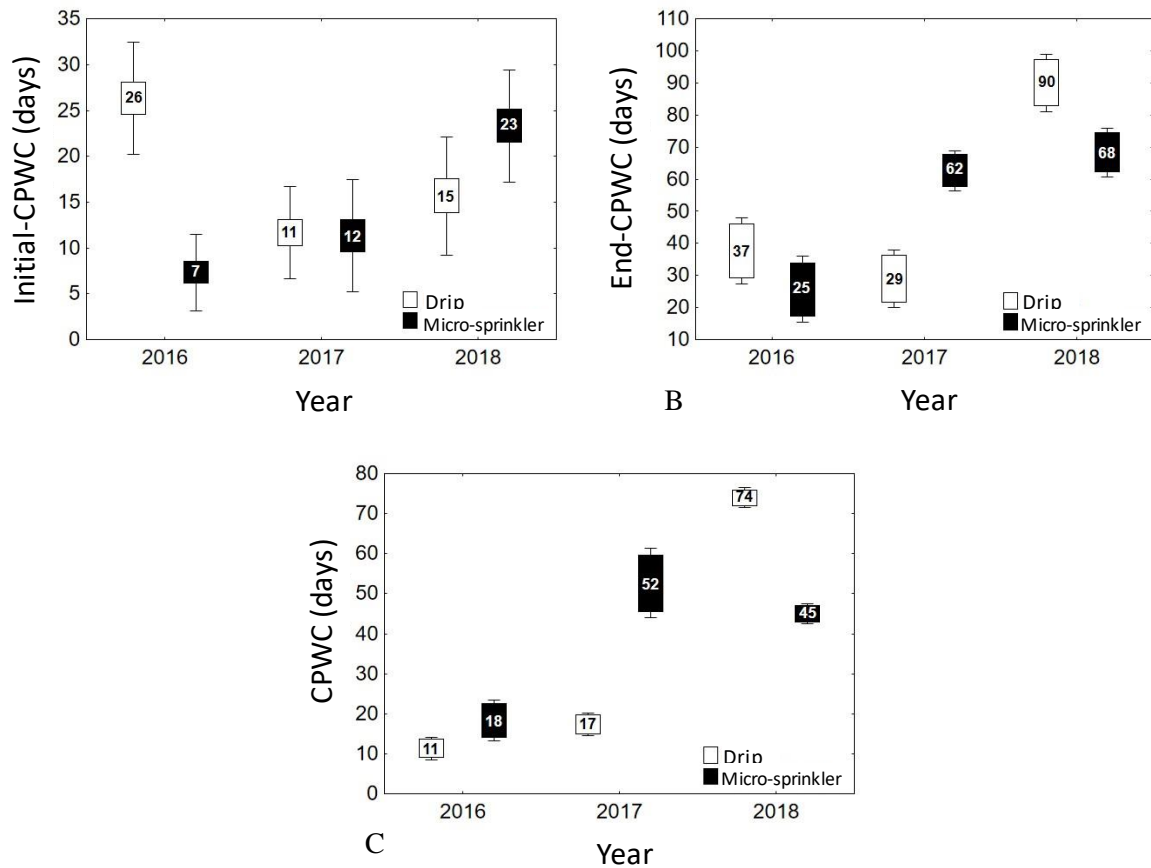 Initial-CPWC (days)
35
30
25
20
15
10
5
0
26
7
11
12
15
23
Drip
Micro-sprinkler
2016 2017 2018
Year
End-CPWC (days)
110
100
90
80
70
60
50
40
30
20
10
37
25
29
62
90
68
Drip
Micro-sprinkler
2016 2017 2018
B
Year
CPWC (days)
80
70
60
50
40
30
20
10
0
11
18
17
52
74
45
Drip
Micro-sprinkler
2016 2017 2018
C
Year